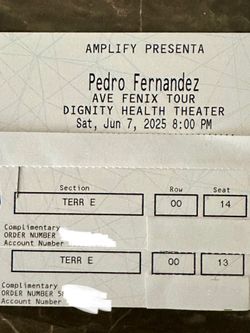 AMPLIFY PRESENTA
Pedro Fernandez
AVE FENIX TOUR
DIGNITY HEALTH THEATER
Sat, Jun 7, 2025 8:00 PM
Section Row Seat
TERR E 00 14
Complimentary
ORDER NUMBER
Account Number
TERR E 00 13
Complimentary
ORDER NUMBER
Account Number